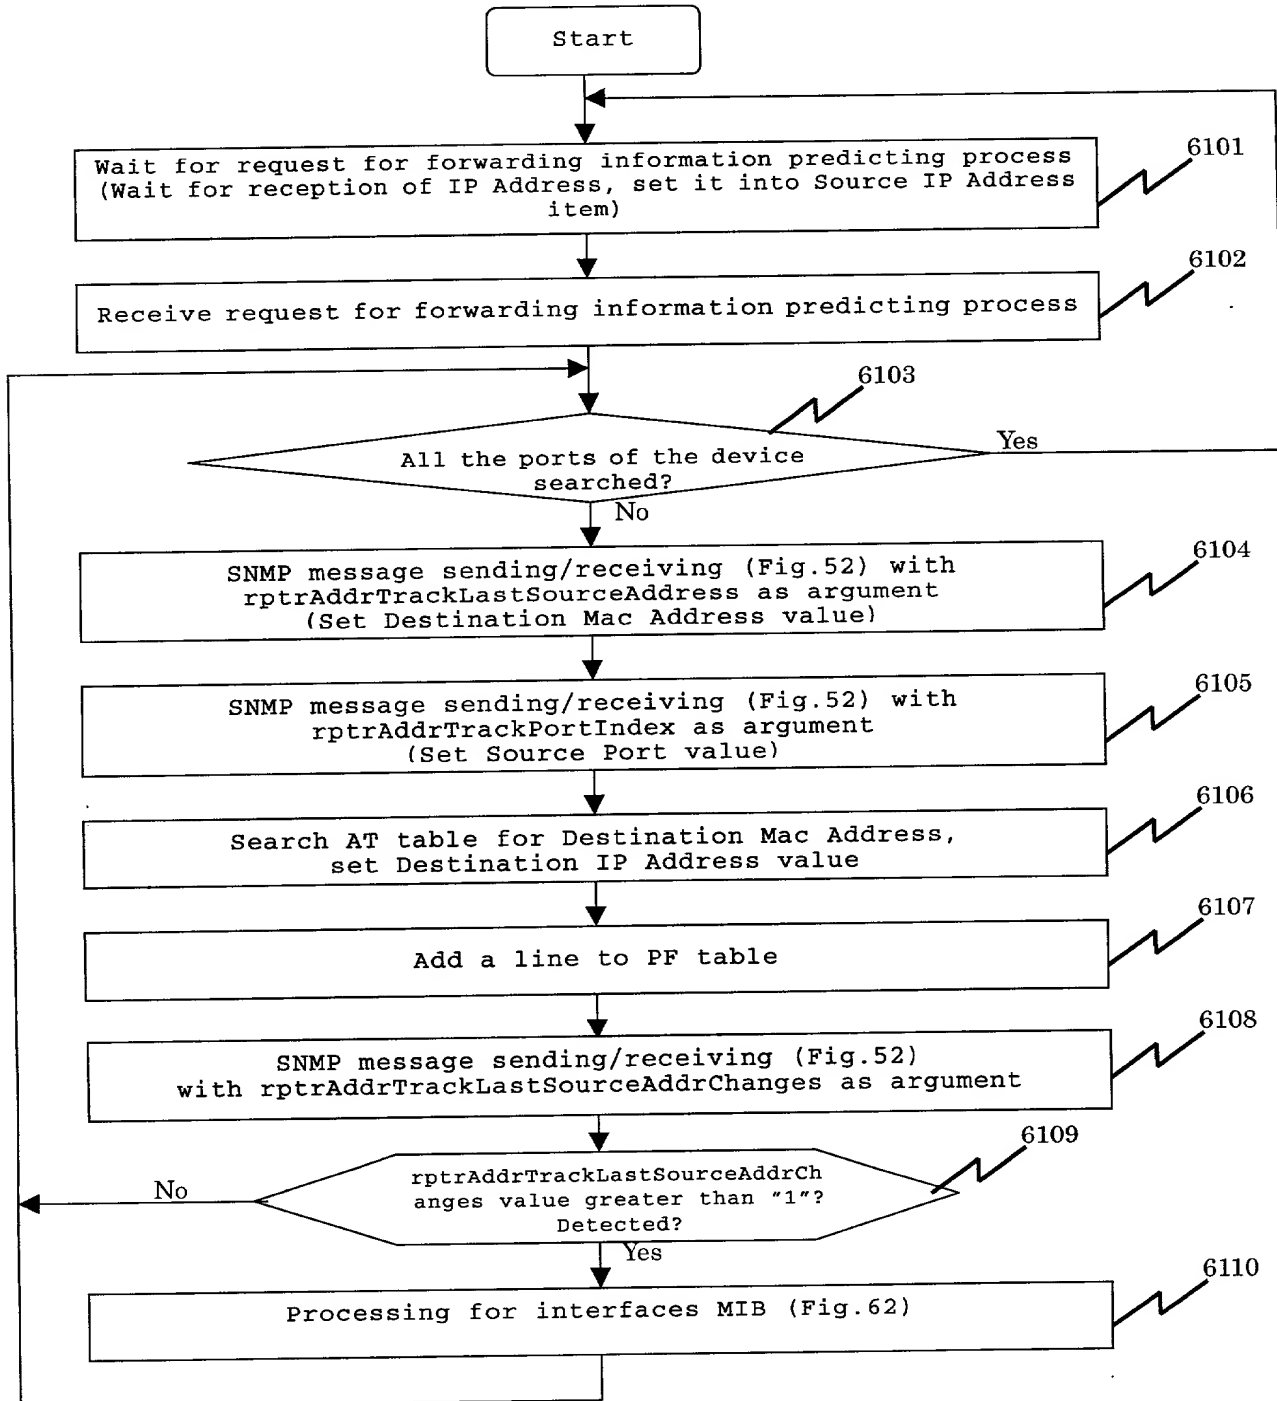 Start
Wait for request for forwarding information predicting process
(Wait for reception of IP Address, set it into Source IP Address
item)
6101
Receive request for forwarding information predicting process
6102
6103
All the ports of the device
searched?
Yes
No
SNMP message sending/receiving (Fig.52) with
rptrAddrTrackLastSourceAddress as argument
(Set Destination Mac Address value)
6104
SNMP message sending/receiving (Fig.52) with
rptrAddrTrackPortIndex as argument
(Set Source Port value)
6105
Search AT table for Destination Mac Address,
set Destination IP Address value
6106
Add a line to PF table
6107
SNMP message sending/receiving (Fig.52)
with rptrAddrTrackLastSourceAddrChanges as argument
6108
6109
rptrAddrTrackLastSourceAddrCh
anges value greater than "1"?
Detected?
No
Yes
Processing for interfaces MIB (Fig.62)
6110